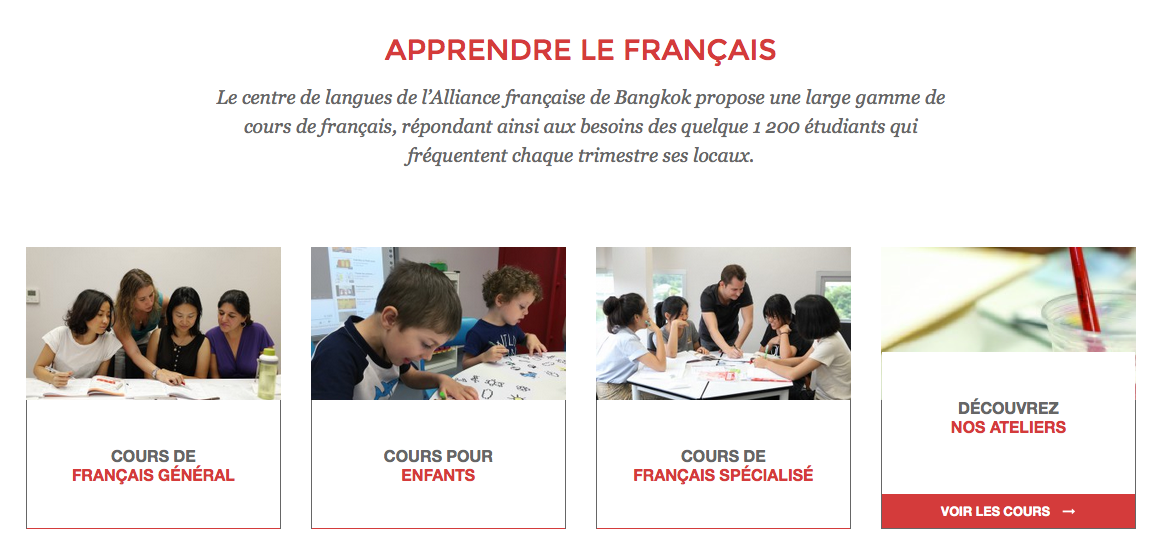 APPRENDRE LE FRANÇAIS
Le centre de langues de l’Alliance française de Bangkok propose une large gamme de
cours de français, répondant ainsi aux besoins des quelque 1 200 étudiants qui
fréquentent chaque trimestre ses locaux.
COURS DE
FRANÇAIS GÉNÉRAL
COURS POUR
ENFANTS
COURS DE
FRANÇAIS SPÉCIALISÉ
DÉCOUVREZ
NOS ATELIERS
VOIR LES COURS →